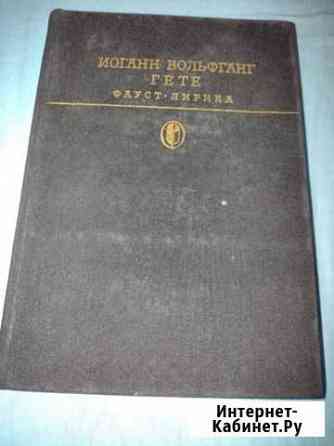 ИОГАНН ВОЛЬФГАНГ
ГЕТЕ
ФАУСТ·ЛИРИКА
Интернет-
Кабинет.Ру